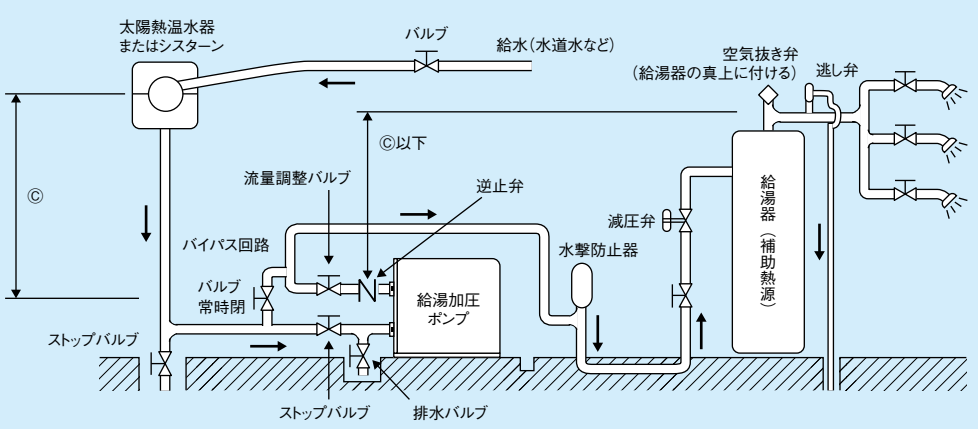 太陽熱温水器
またはシスターン
バルブ
給水（水道水など）
空気抜き弁
（給湯器の真上に付ける）
逃し弁
Ⓒ以下
Ⓒ
流量調整バルブ
逆止弁
減圧弁
給湯器（補助熱源）
バイパス回路
水撃防止器
バルブ
常時閉
給湯加圧
ポンプ
ストップバルブ
ストップバルブ
排水バルブ